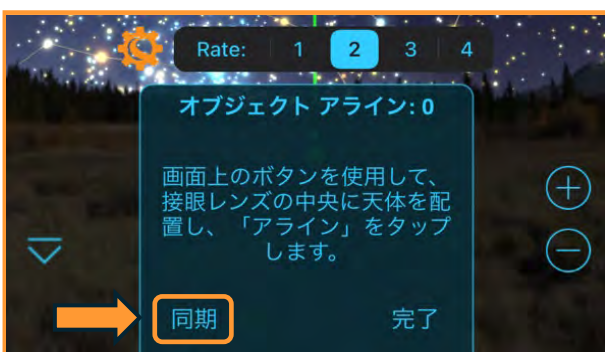 Rate: 1 2 3 4
オブジェクト アライン: 0
画面上のボタンを使用して、
接眼レンズの中央に天体を配
置し、「アライン」をタップ
します。
同期 完了